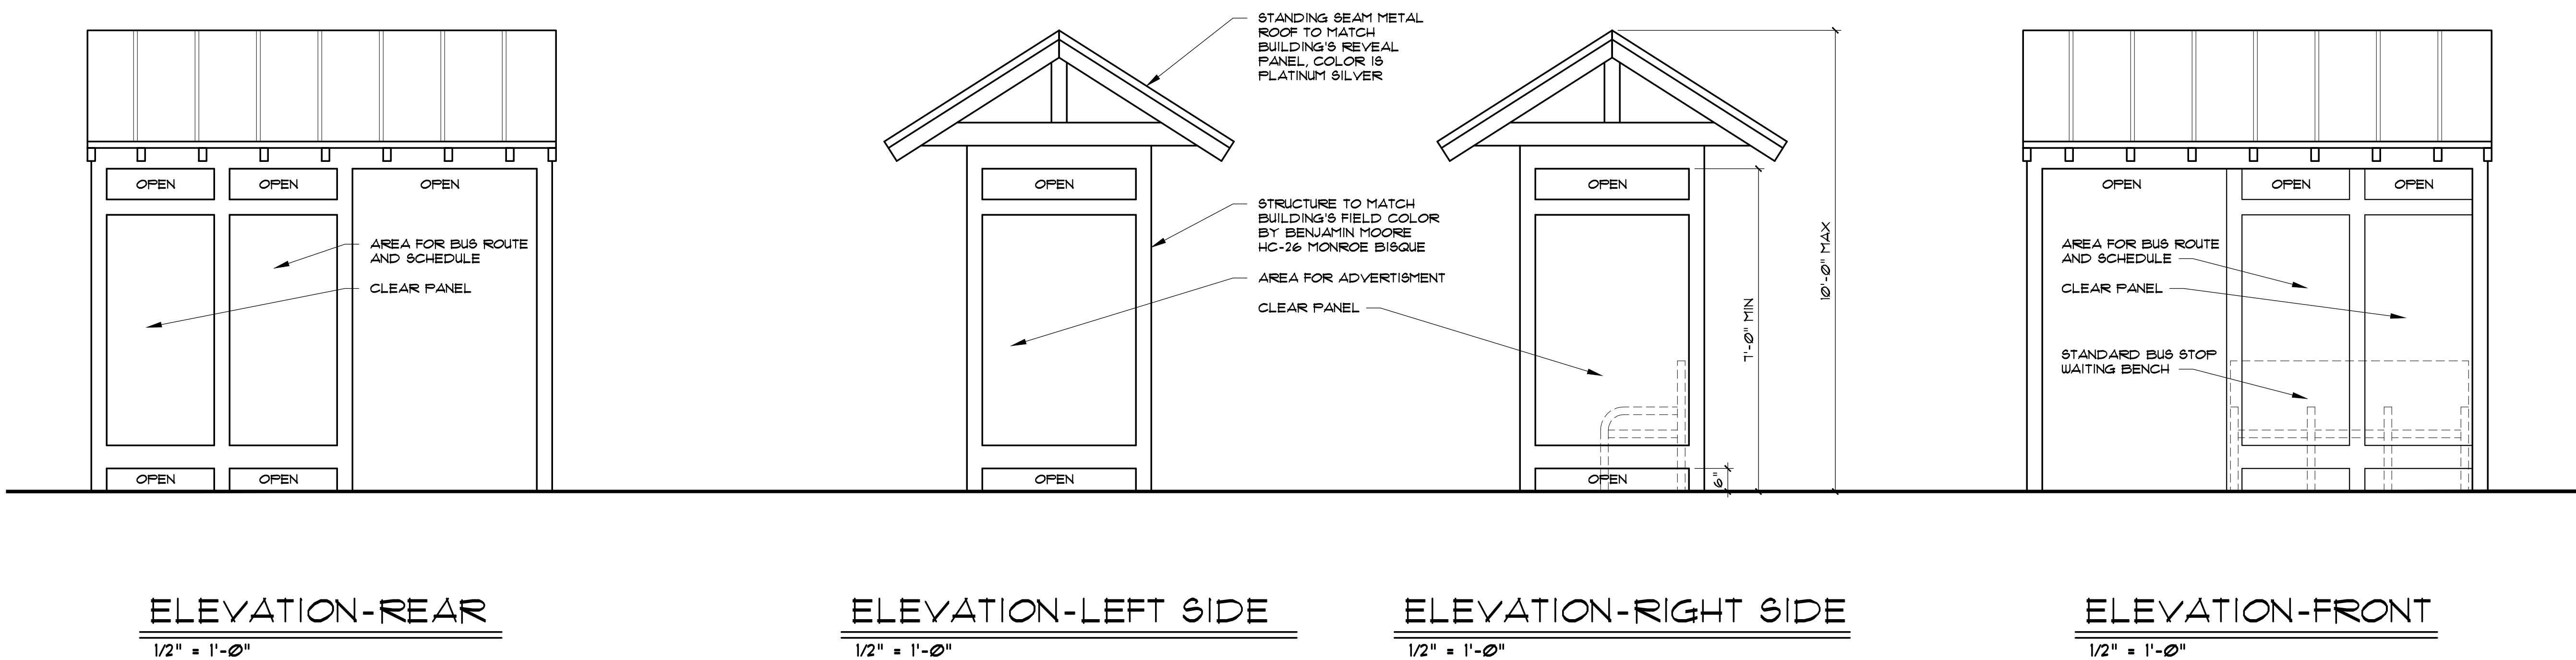 OPEN
OPEN
OPEN
AREA FOR BUS ROUTE
AND SCHEDULE
CLEAR PANEL
OPEN
OPEN
ELEVATION-REAR
1/2" = 1'-0"
STANDING SEAM METAL
ROOF TO MATCH
BUILDING'S REVEAL
PANEL, COLOR IS
PLATINUM SILVER
OPEN
STRUCTURE TO MATCH
BUILDING'S FIELD COLOR
BY BENJAMIN MOORE
HC-26 MONROE BISQUE
AREA FOR ADVERTISMENT
CLEAR PANEL
OPEN
ELEVATION-LEFT SIDE
1/2" = 1'-0"
OPEN
OPEN
6"
7'-0" MIN
10'-0" MAX
ELEVATION-RIGHT SIDE
1/2" = 1'-0"
OPEN
OPEN
OPEN
AREA FOR BUS ROUTE
AND SCHEDULE
CLEAR PANEL
STANDARD BUS STOP
WAITING BENCH
ELEVATION-FRONT
1/2" = 1'-0"